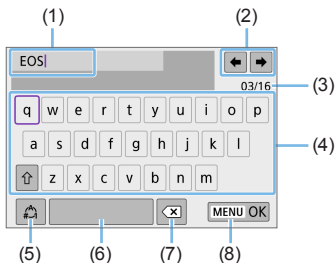 (1) (2)
EOS
03/16 (3)
q w e r t y u i o p
a s d f g h j k l (4)
z x c v b n m
MENU OK
(5) (6) (7) (8)